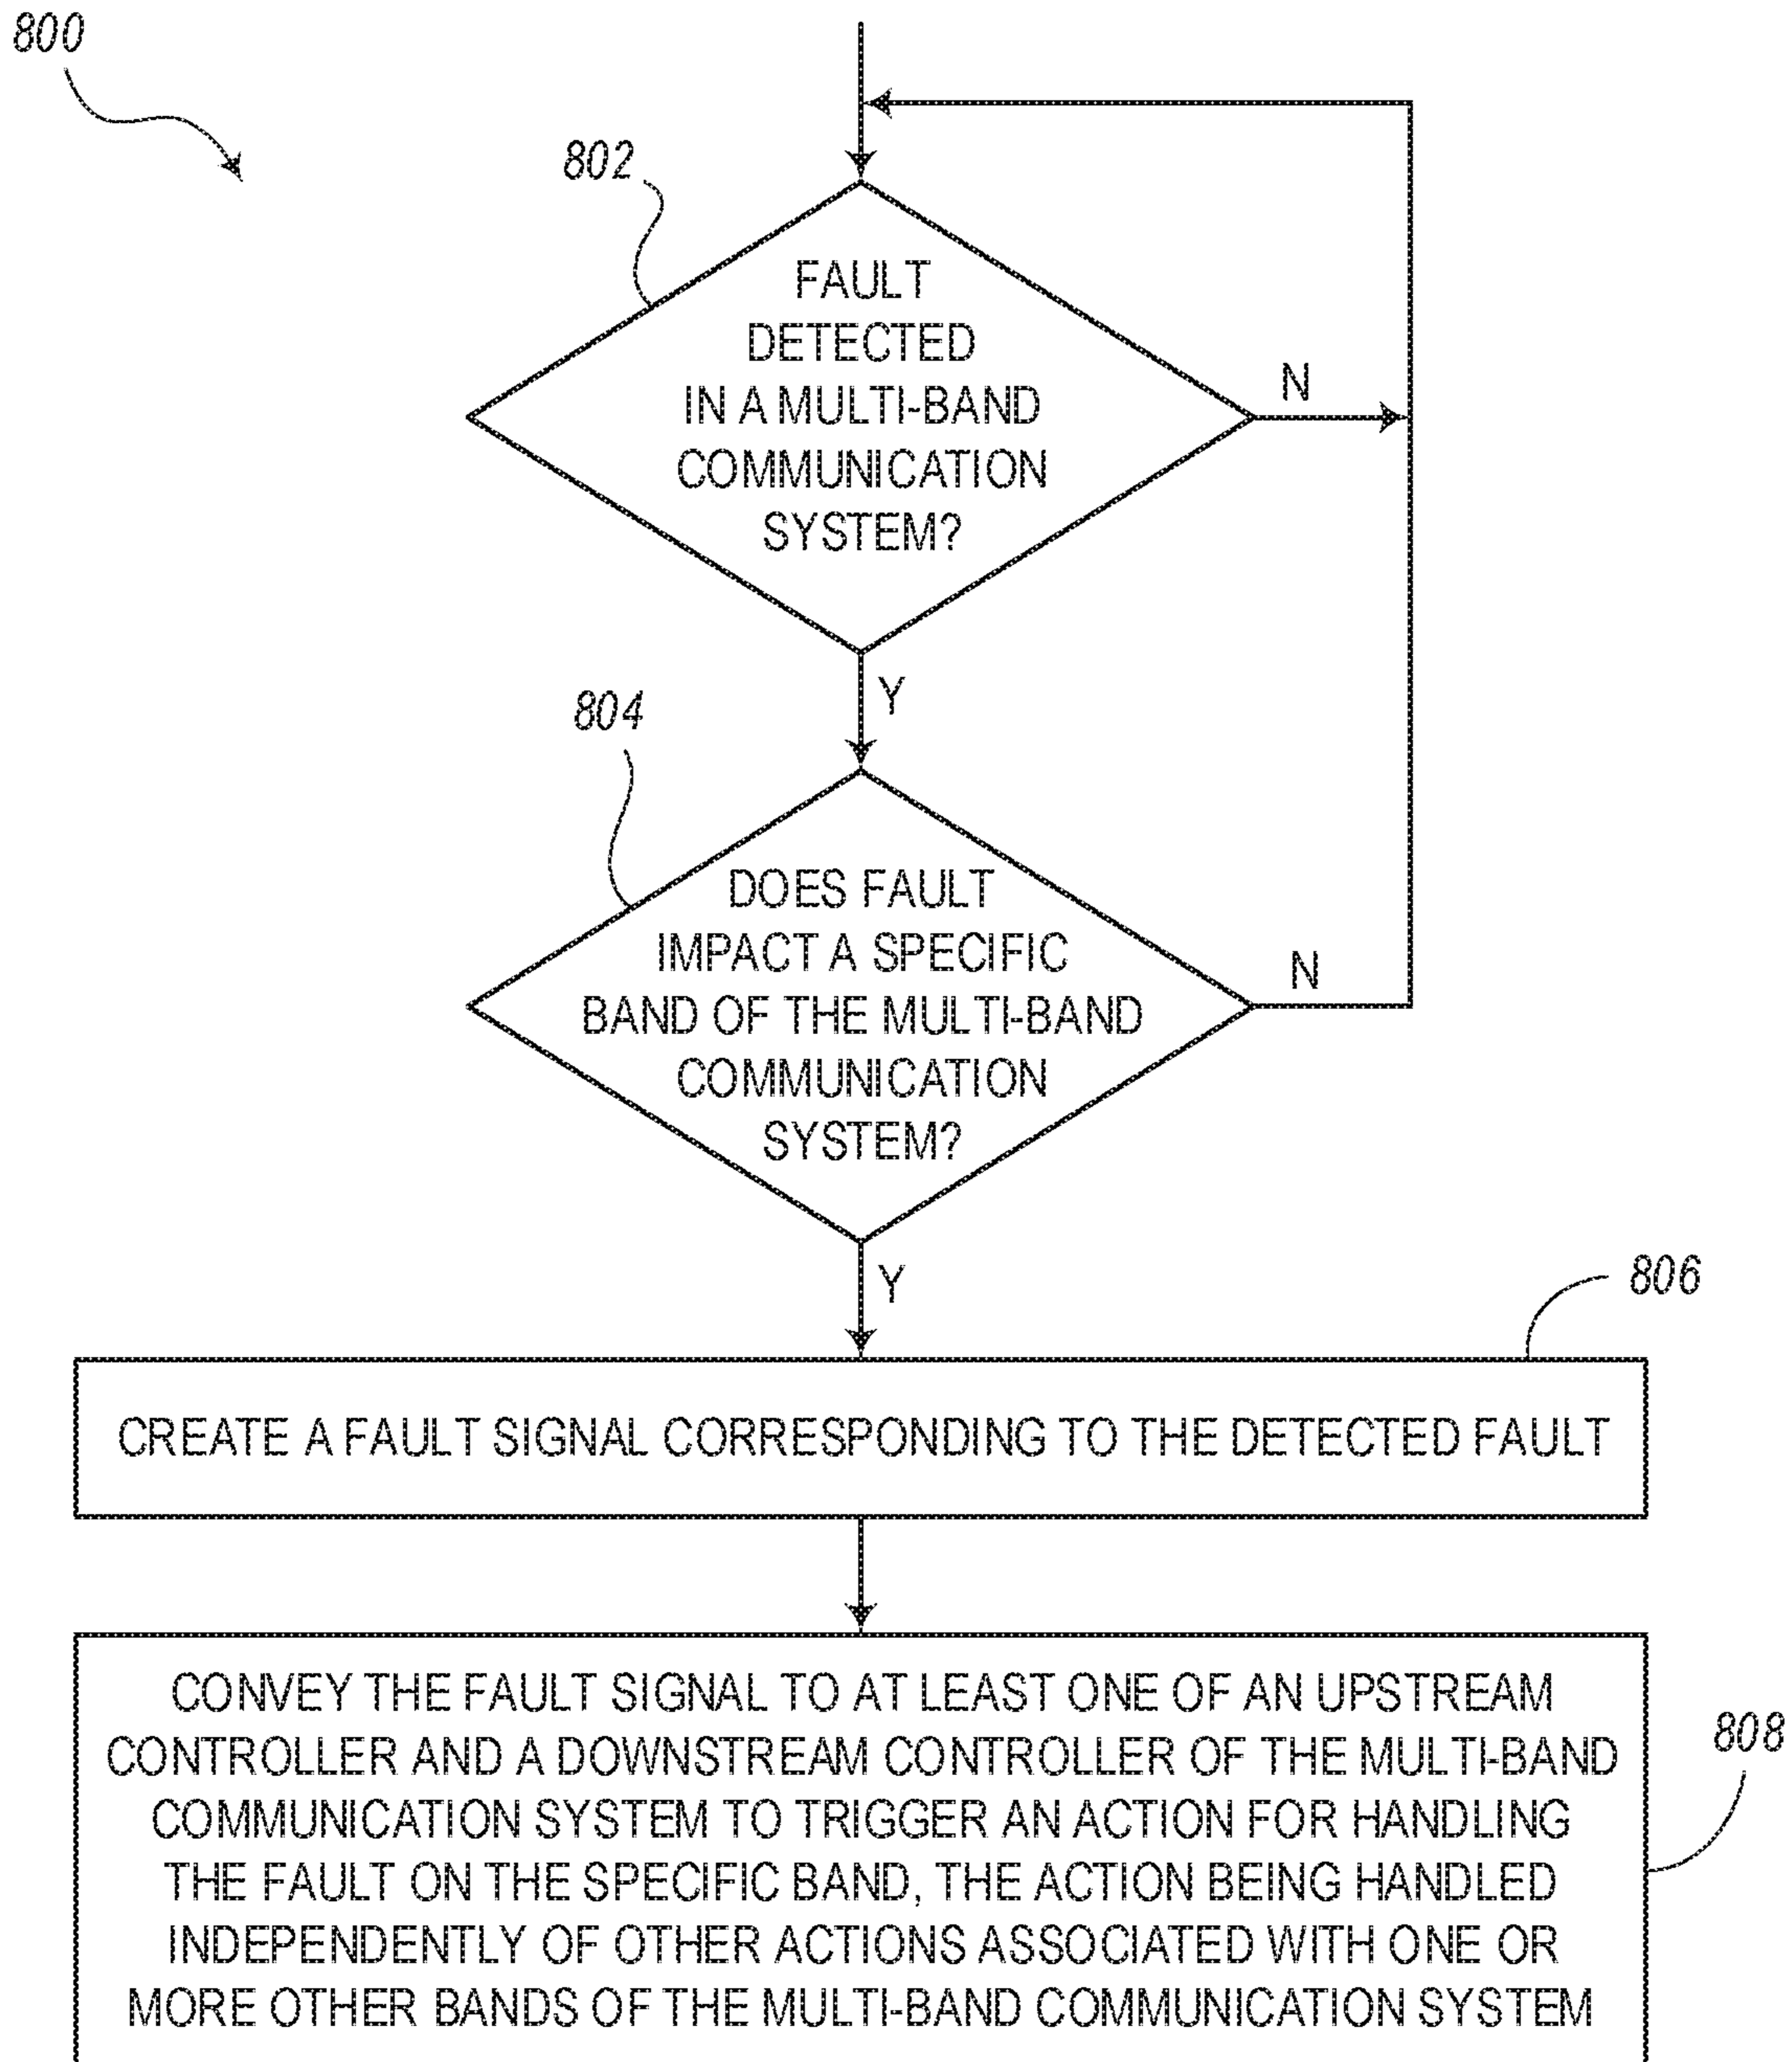 800
802
FAULT
DETECTED
IN A MULTI-BAND
COMMUNICATION
SYSTEM?
N
Y
804
DOES FAULT
IMPACT A SPECIFIC
BAND OF THE MULTI-BAND
COMMUNICATION
SYSTEM?
N
Y
806
CREATE A FAULT SIGNAL CORRESPONDING TO THE DETECTED FAULT
CONVEY THE FAULT SIGNAL TO AT LEAST ONE OF AN UPSTREAM
CONTROLLER AND A DOWNSTREAM CONTROLLER OF THE MULTI-BAND
COMMUNICATION SYSTEM TO TRIGGER AN ACTION FOR HANDLING
THE FAULT ON THE SPECIFIC BAND, THE ACTION BEING HANDLED
INDEPENDENTLY OF OTHER ACTIONS ASSOCIATED WITH ONE OR
MORE OTHER BANDS OF THE MULTI-BAND COMMUNICATION SYSTEM
808